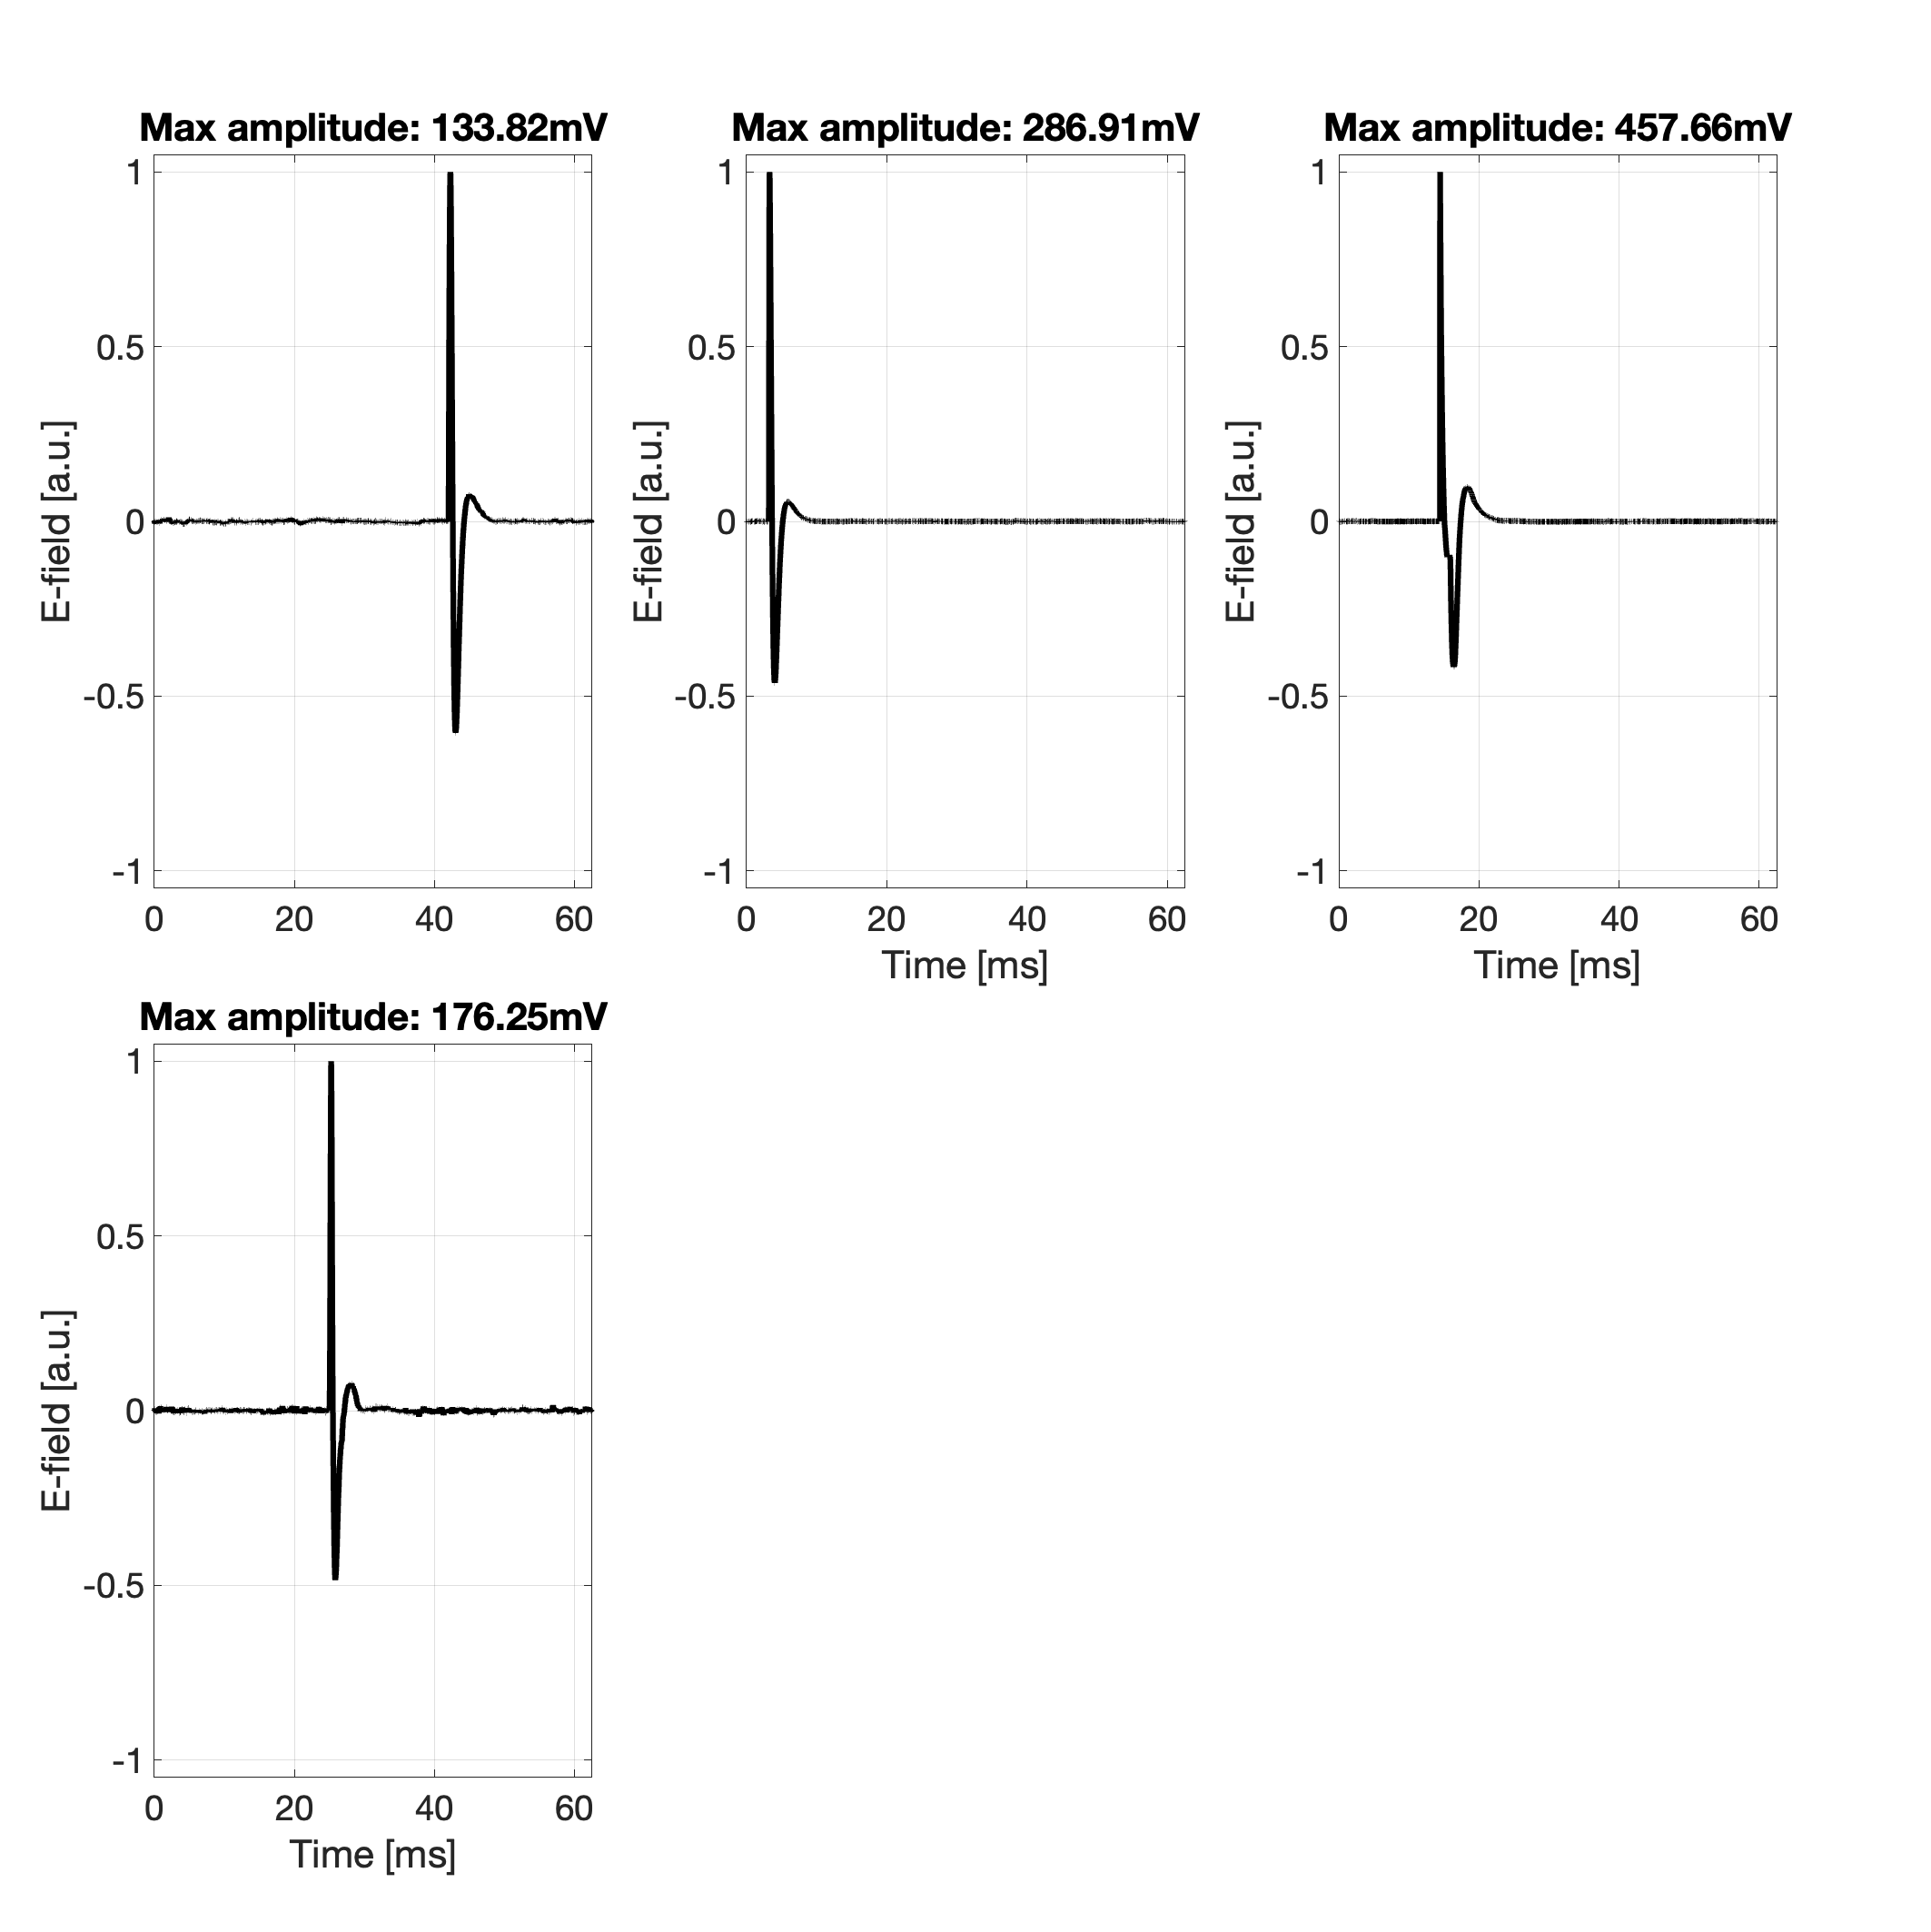 Max amplitude: 133.82mV
1
0.5
0
-0.5
-1
E-field [a.u.]
0 20 40 60
Max amplitude: 286.91mV
1
0.5
0
-0.5
-1
E-field [a.u.]
0 20 40 60
Time [ms]
Max amplitude: 457.66mV
1
0.5
0
-0.5
-1
E-field [a.u.]
0 20 40 60
Time [ms]
Max amplitude: 176.25mV
1
0.5
0
-0.5
-1
E-field [a.u.]
0 20 40 60
Time [ms]